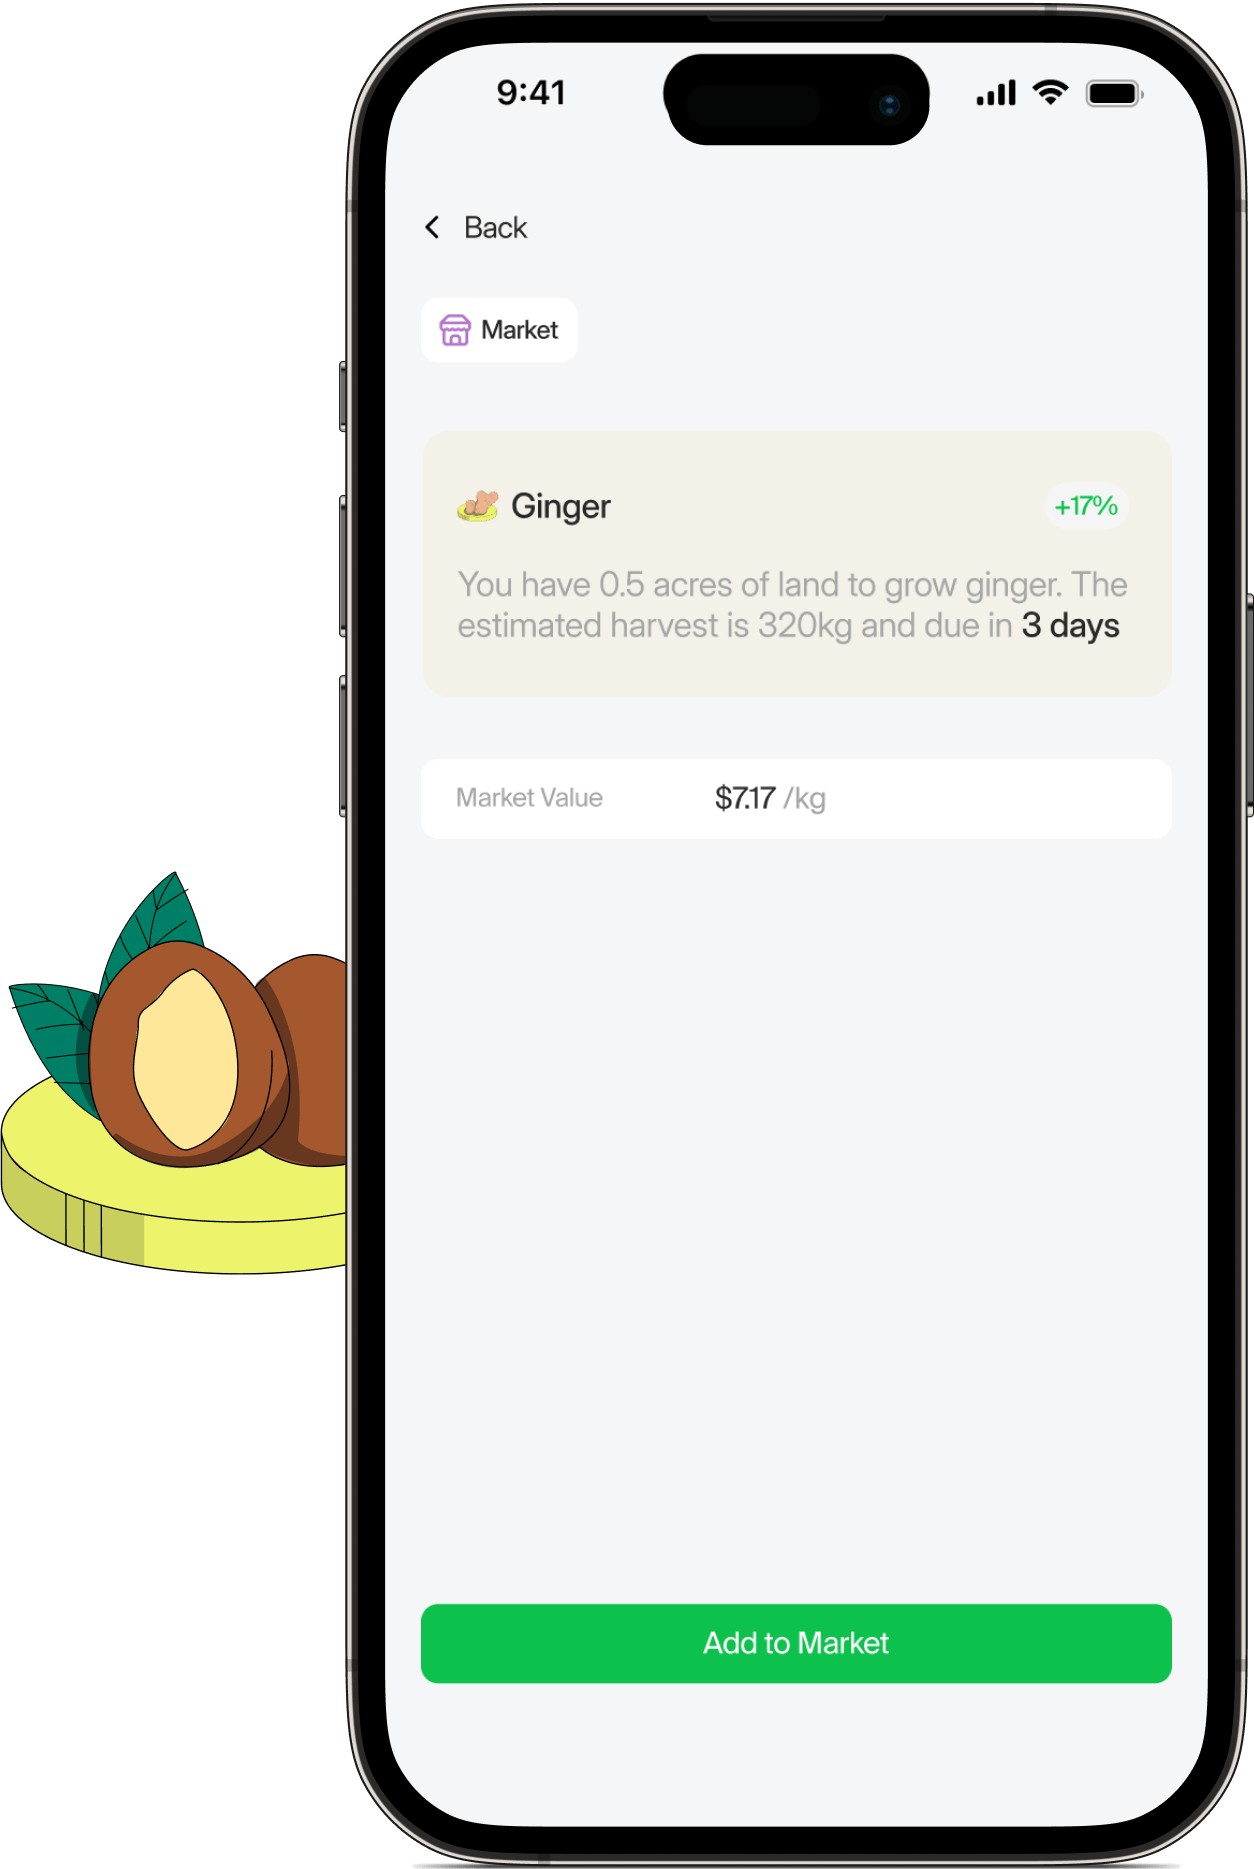 9:41
Back
Market
Ginger
+17%
You have 0.5 acres of land to grow ginger. The
estimated harvest is 320kg and due in 3 days
Market Value
$7.17 /kg
Add to Market